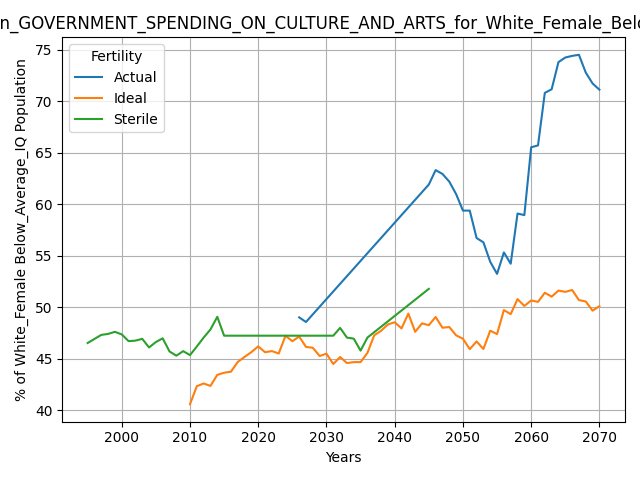 n_GOVERNMENT_SPENDING_ON_CULTURE_AND_ARTS_for_White_Female_Belo
% of White_Female Below_Average_IQ Population
Fertility
Actual
Ideal
Sterile
75
70
65
60
55
50
45
40
2000
2010
2020
2030
2040
2050
2060
2070
Years